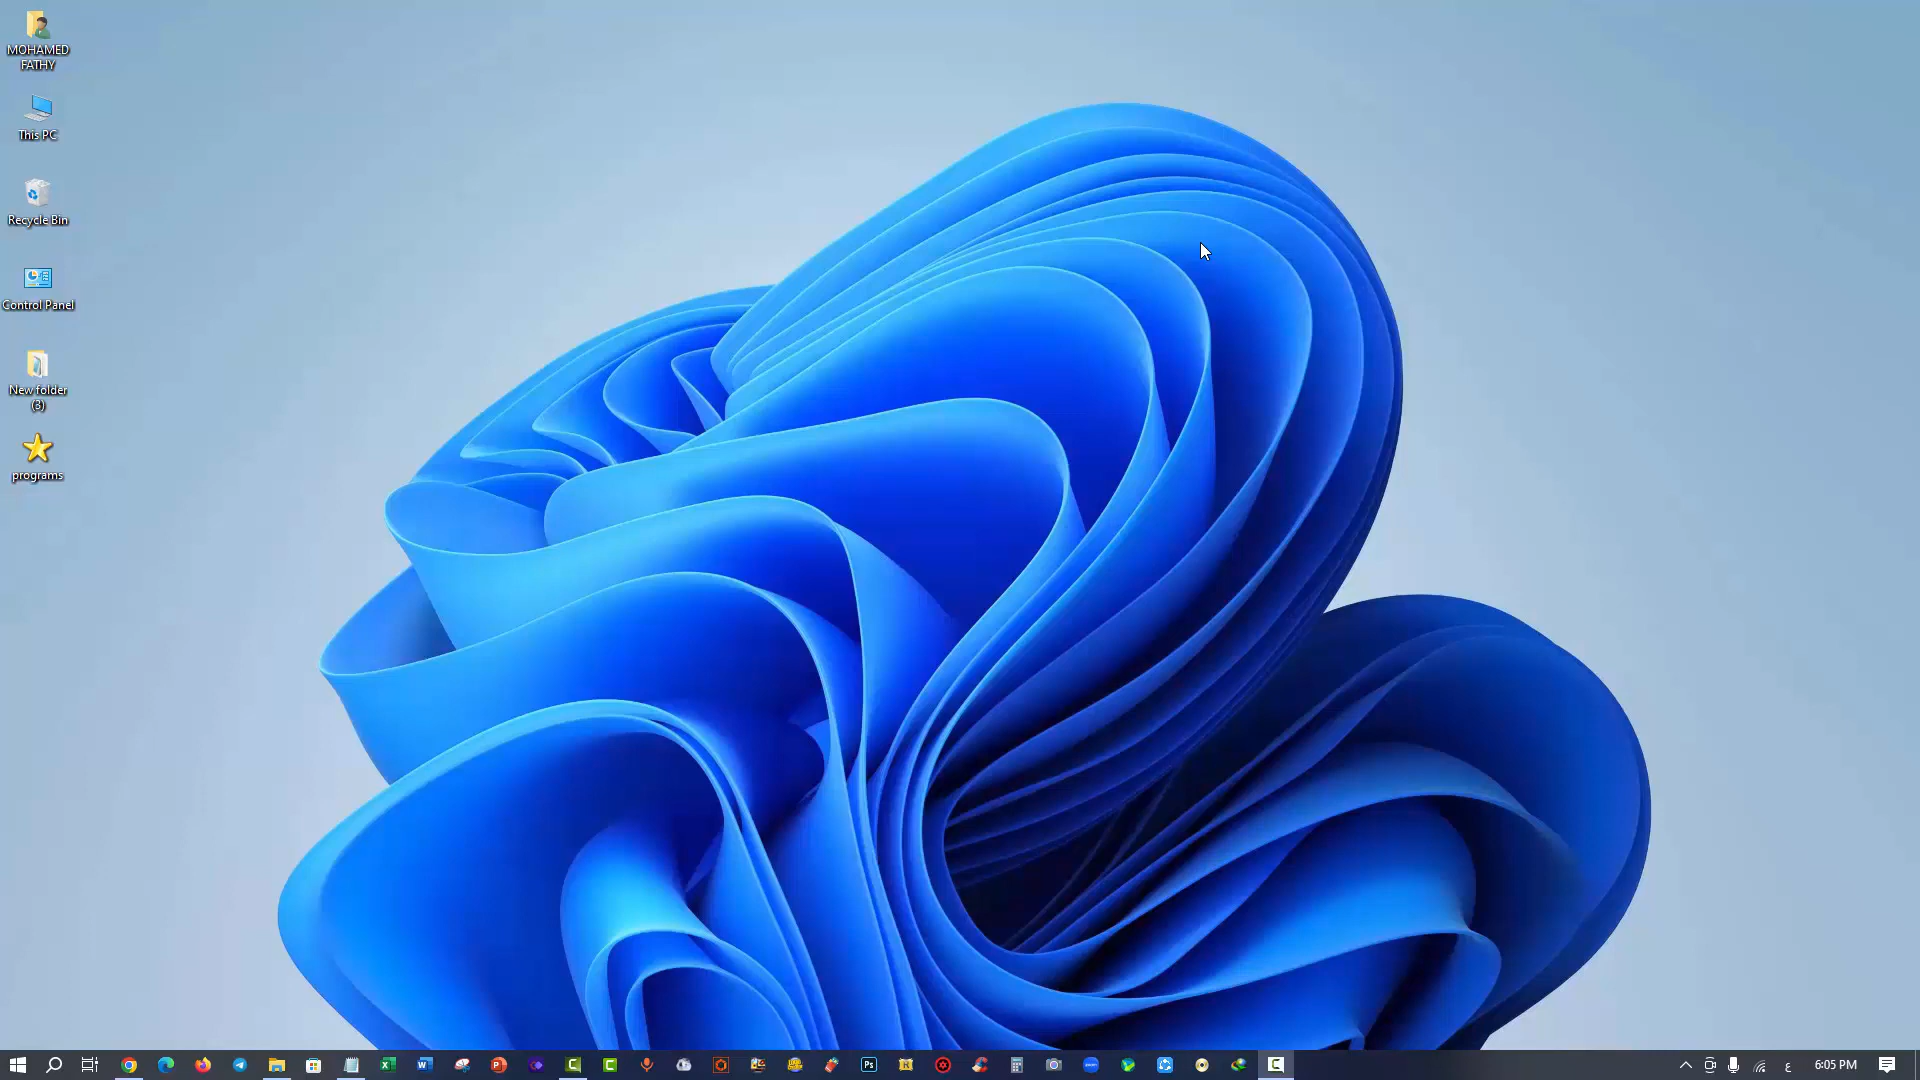 MOHAMED
FATHY
This PC
Recycle Bin
Control Panel
New folder
(3)
programs
ع
6:05 PM